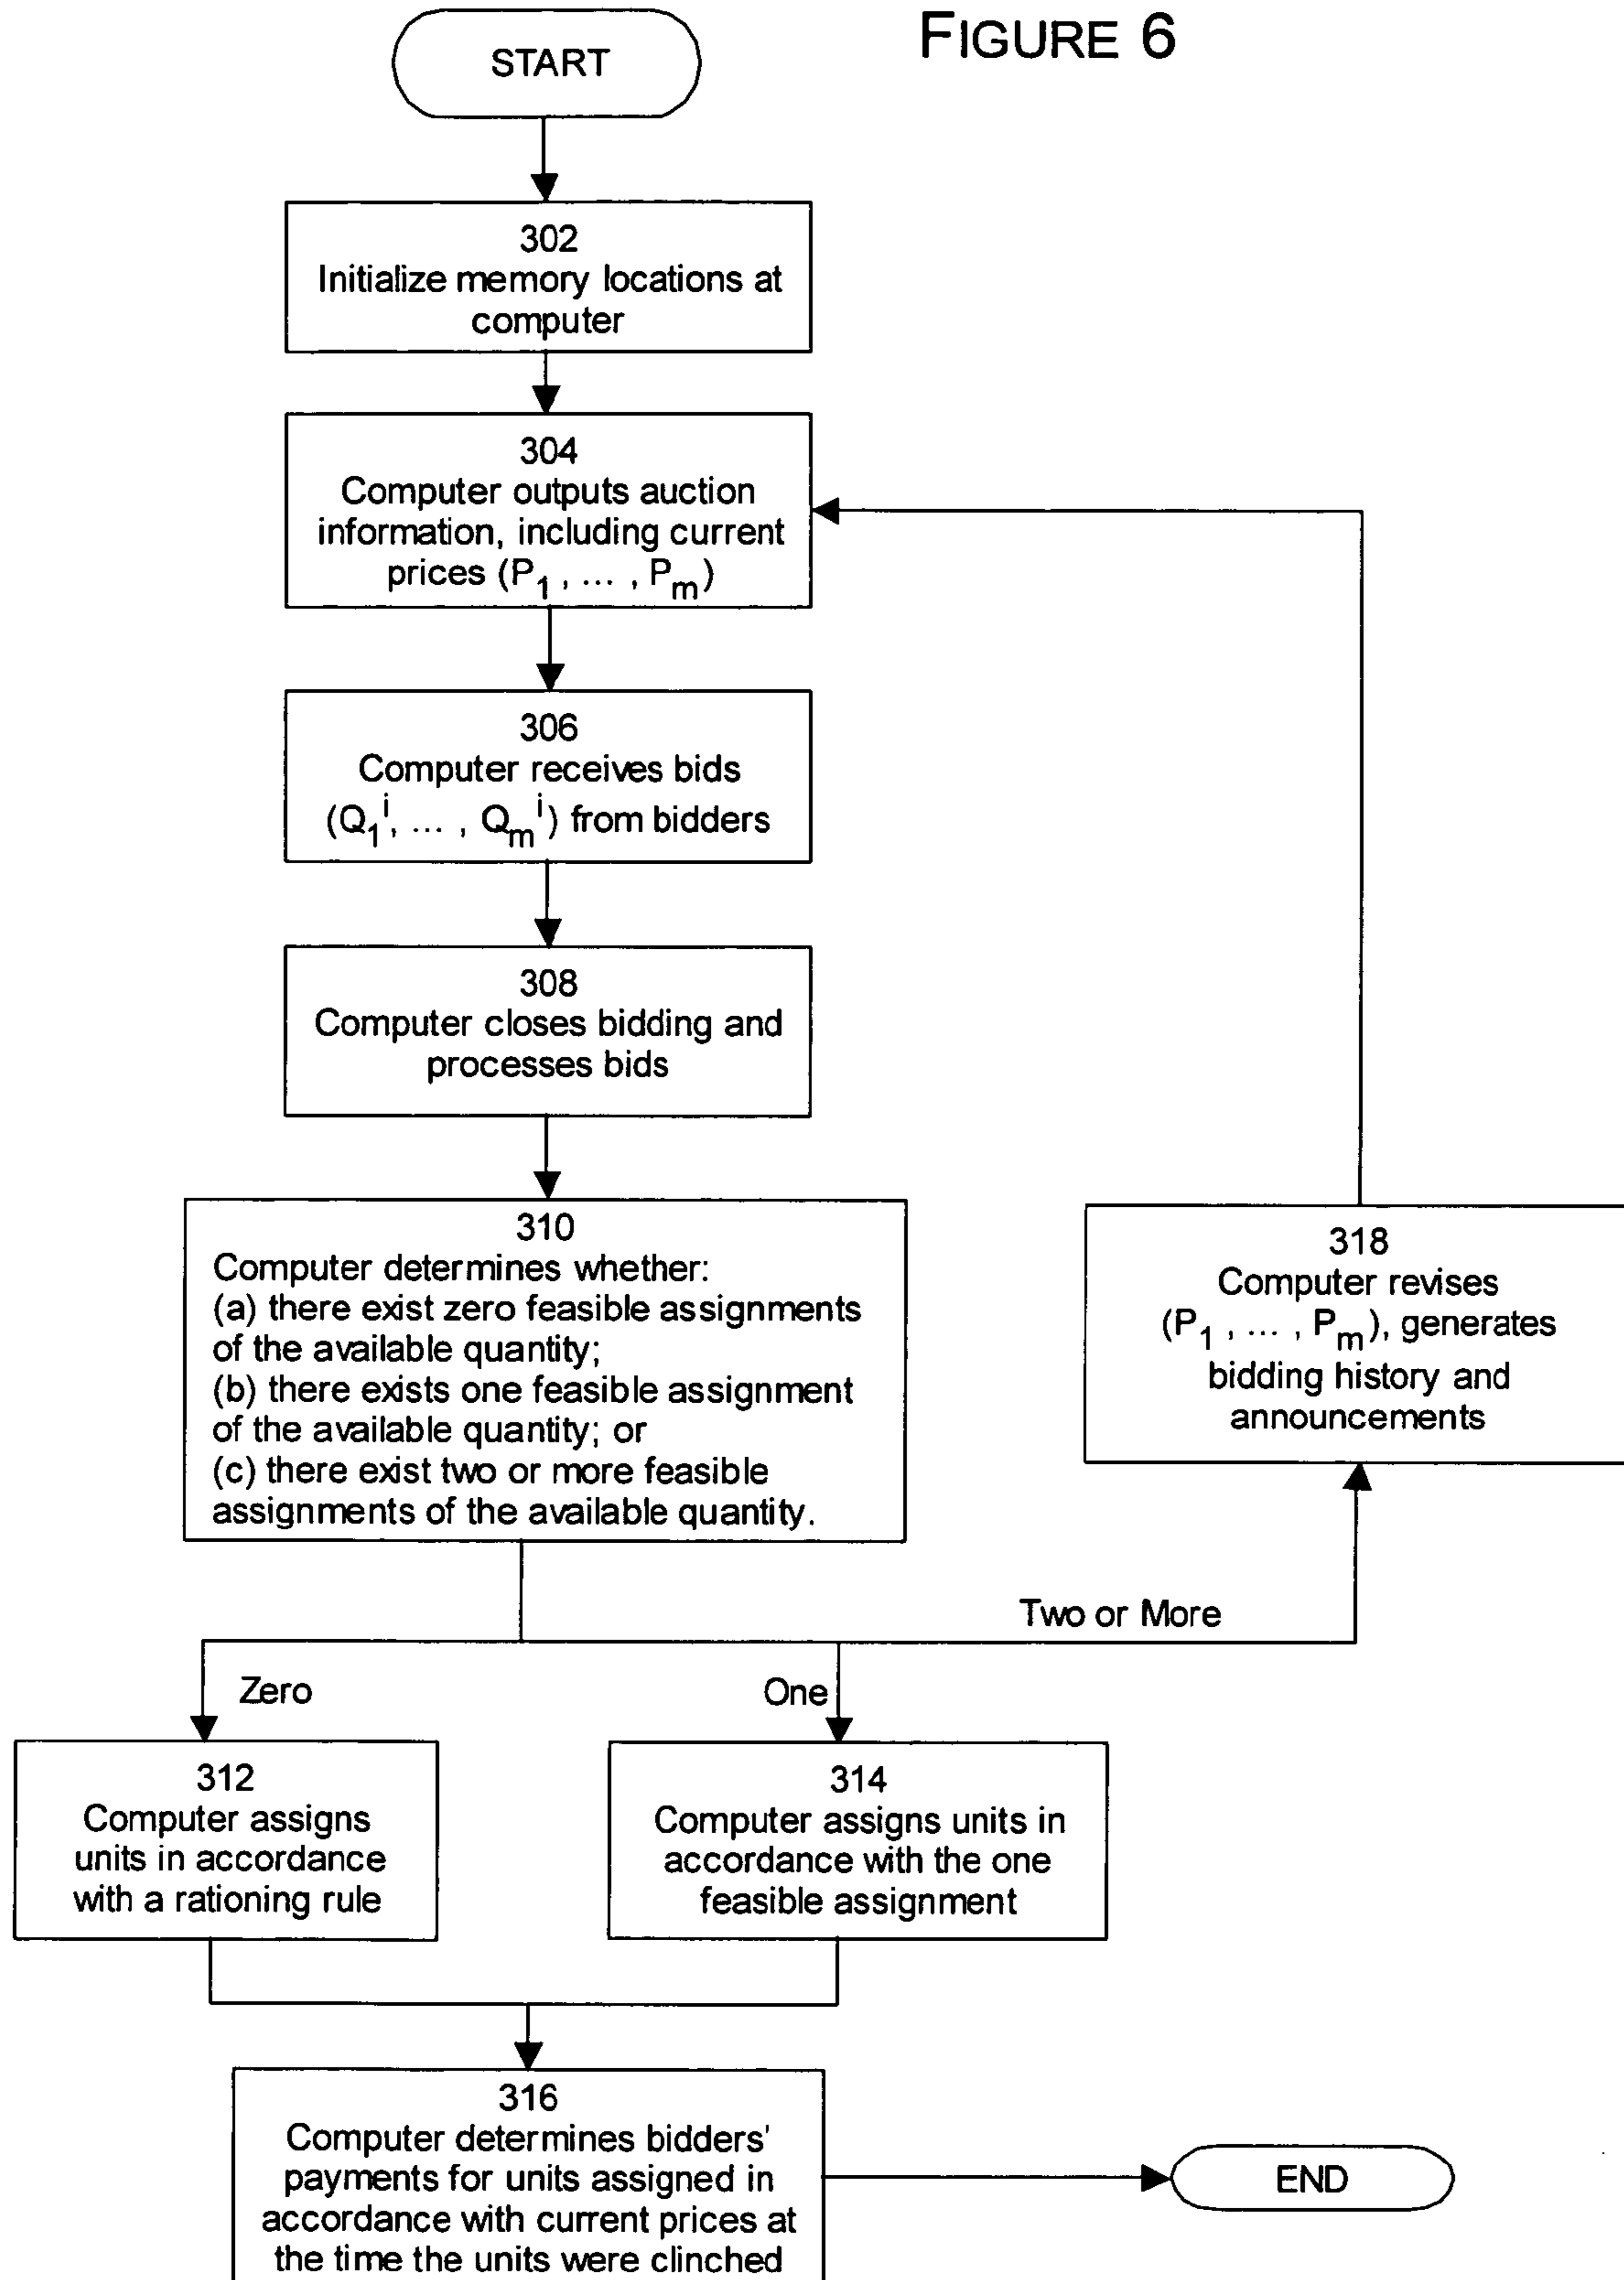 FIGURE 6
START
302
Initialize memory locations at
computer
304
Computer outputs auction
information, including current
prices (P1 , ... , Pm)
306
Computer receives bids
(Q1i, ... , Qmi) from bidders
308
Computer closes bidding and
processes bids
310
Computer determines whether:
(a) there exist zero feasible assignments
of the available quantity;
(b) there exists one feasible assignment
of the available quantity; or
(c) there exist two or more feasible
assignments of the available quantity.
318
Computer revises
(P1 , ... , Pm), generates
bidding history and
announcements
Two or More
Zero
One
312
Computer assigns
units in accordance
with a rationing rule
314
Computer assigns units in
accordance with the one
feasible assignment
316
Computer determines bidders'
payments for units assigned in
accordance with current prices at
the time the units were clinched
END